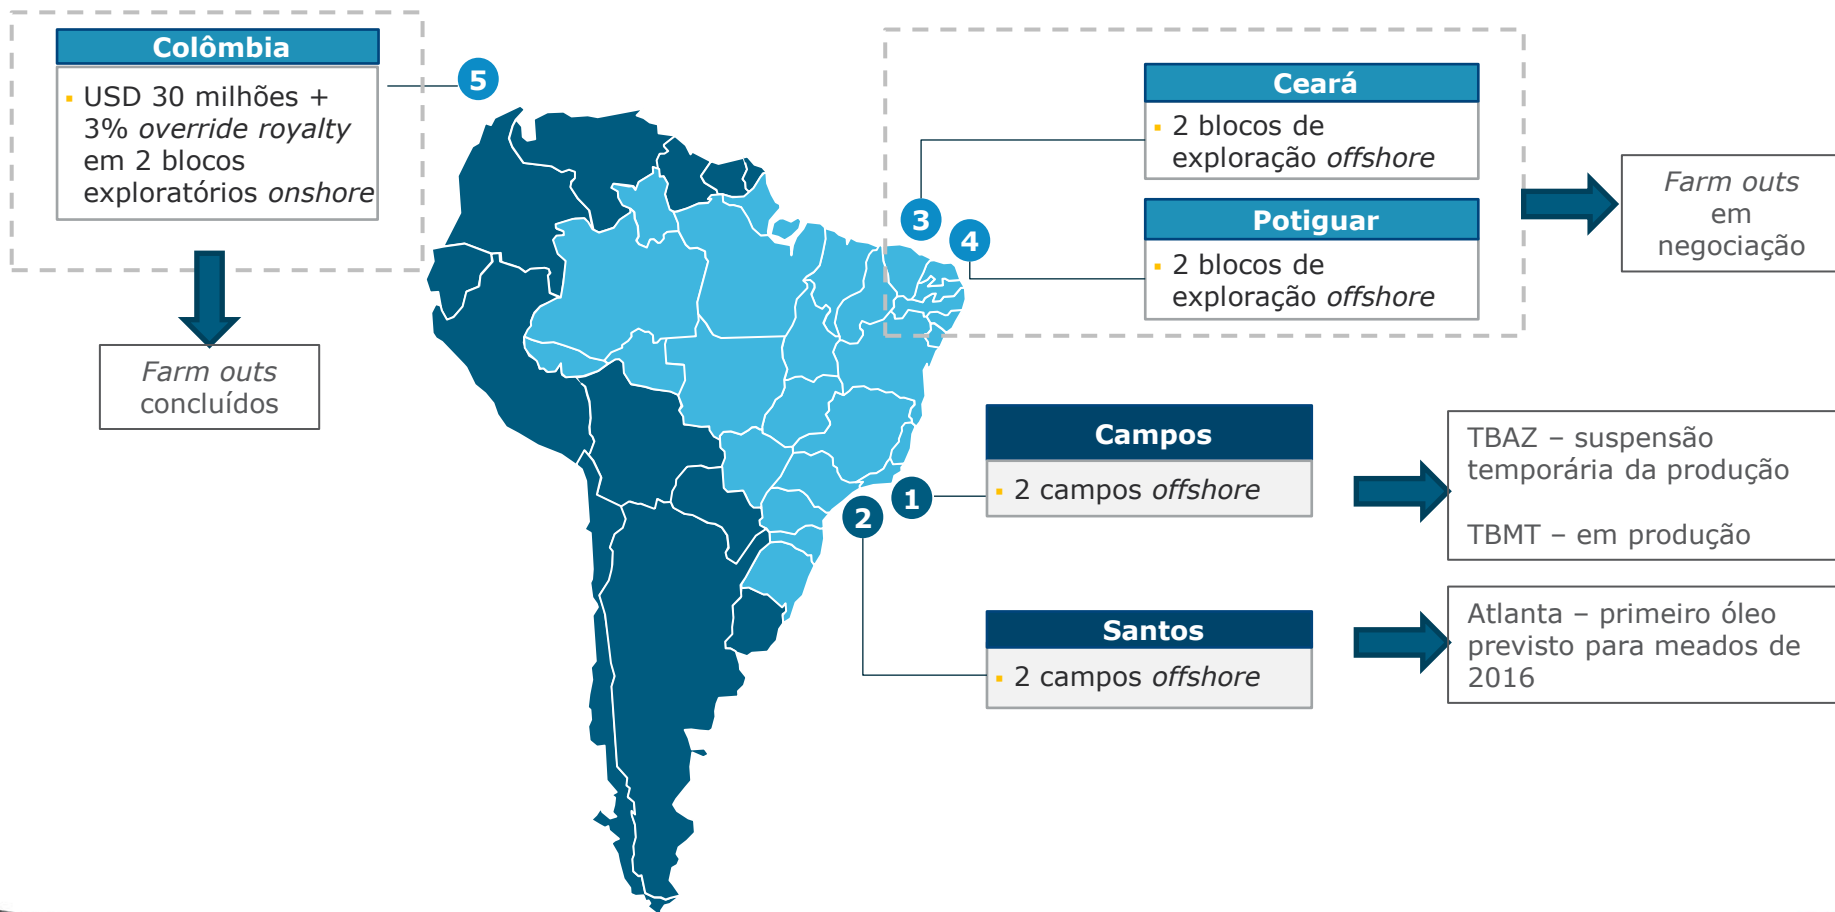 Colômbia
▪ USD 30 milhões +
3% override royalty
em 2 blocos
exploratórios onshore
5
Farm outs
concluídos
Ceará
▪ 2 blocos de
exploração offshore
3
Potiguar
▪ 2 blocos de
exploração offshore
4
Farm outs
em
negociação
Campos
▪ 2 campos offshore
1
TBAZ – suspensão
temporária da produção
TBMT – em produção
2
Santos
▪ 2 campos offshore
Atlanta – primeiro óleo
previsto para meados de
2016